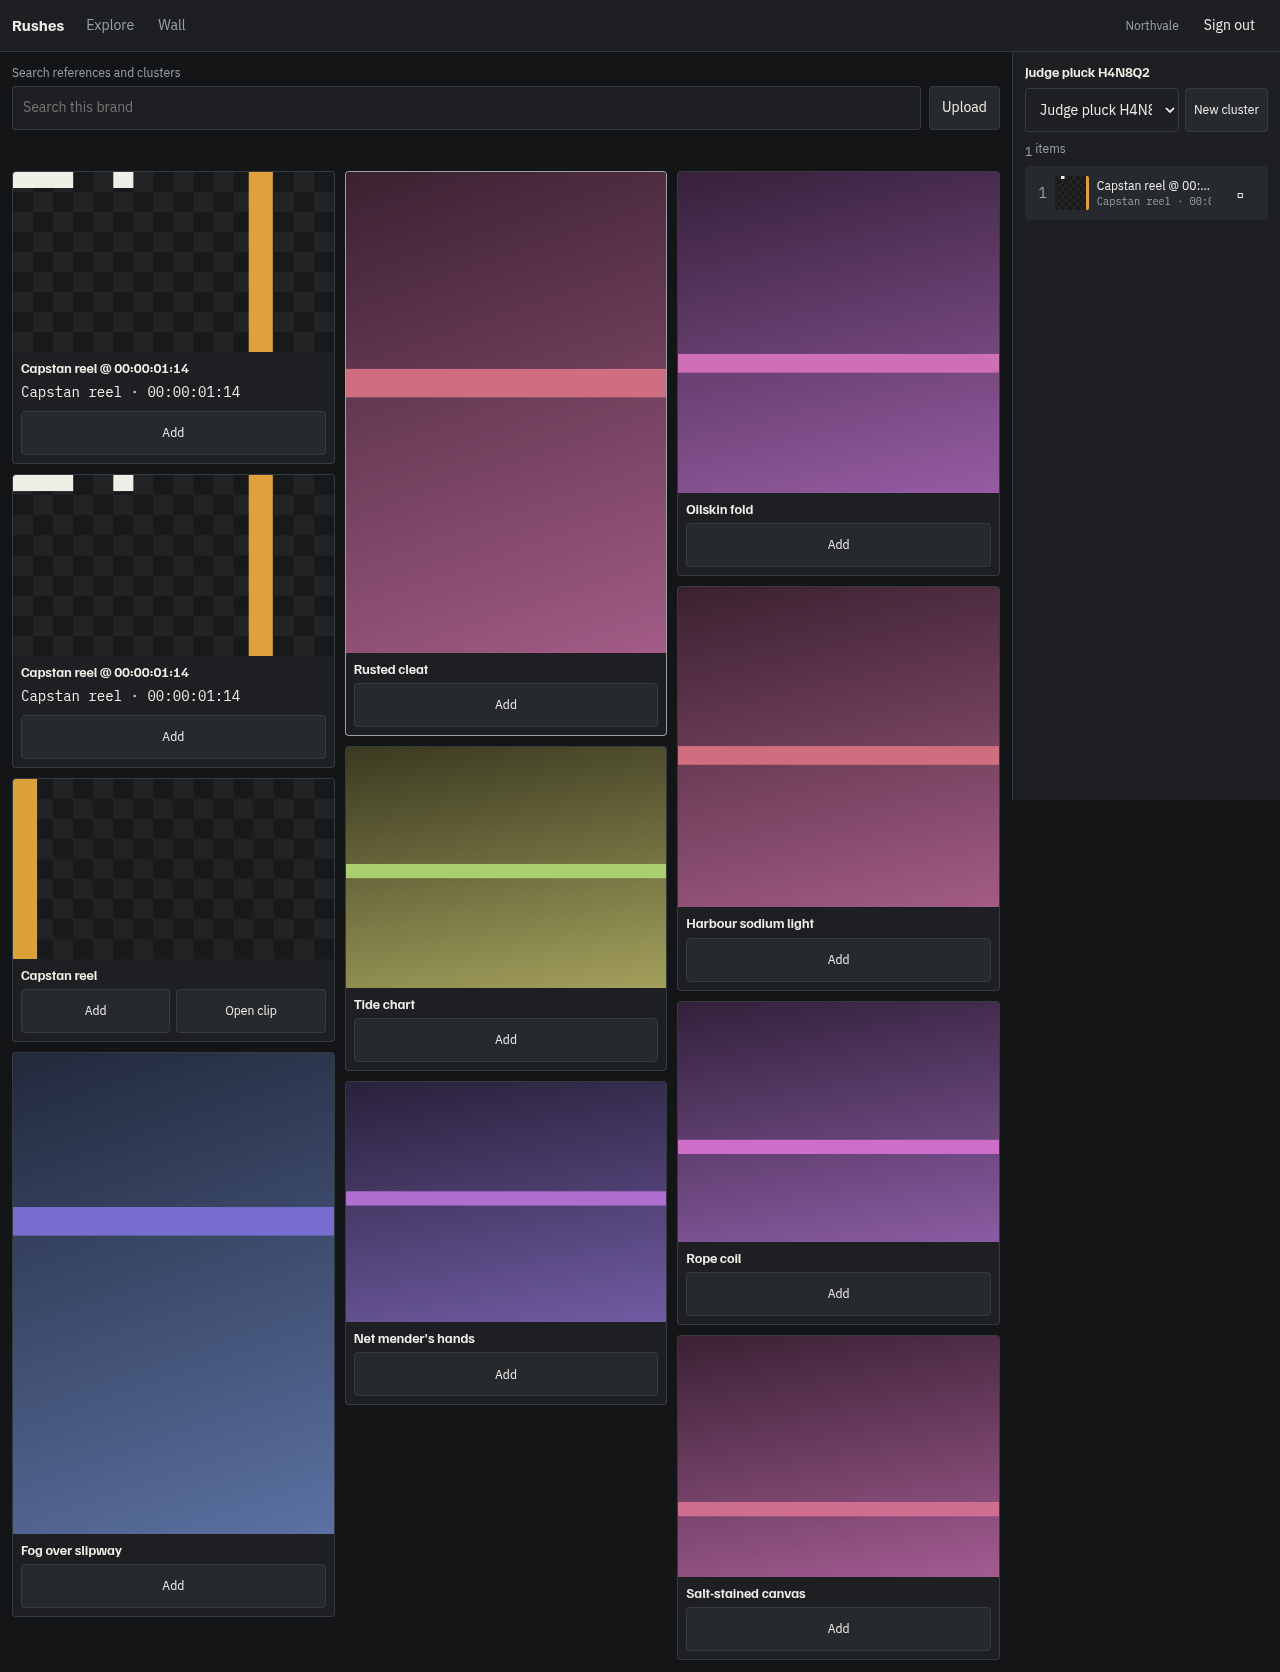 Rushes Explore Wall Northvale Sign out
Search references and clusters
Search this brand Upload
Capstan reel @ 00:00:01:14
Capstan reel · 00:00:01:14
Add
Capstan reel @ 00:00:01:14
Capstan reel · 00:00:01:14
Add
Capstan reel
Add Open clip
Fog over slipway
Add
Rusted cleat
Add
Tide chart
Add
Net mender's hands
Add
Oilskin fold
Add
Harbour sodium light
Add
Rope coil
Add
Salt-stained canvas
Add
Judge pluck H4N8Q2
Judge pluck H4N8 New cluster
1 items
1 Capstan reel @ 00:...
Capstan reel · 00:0